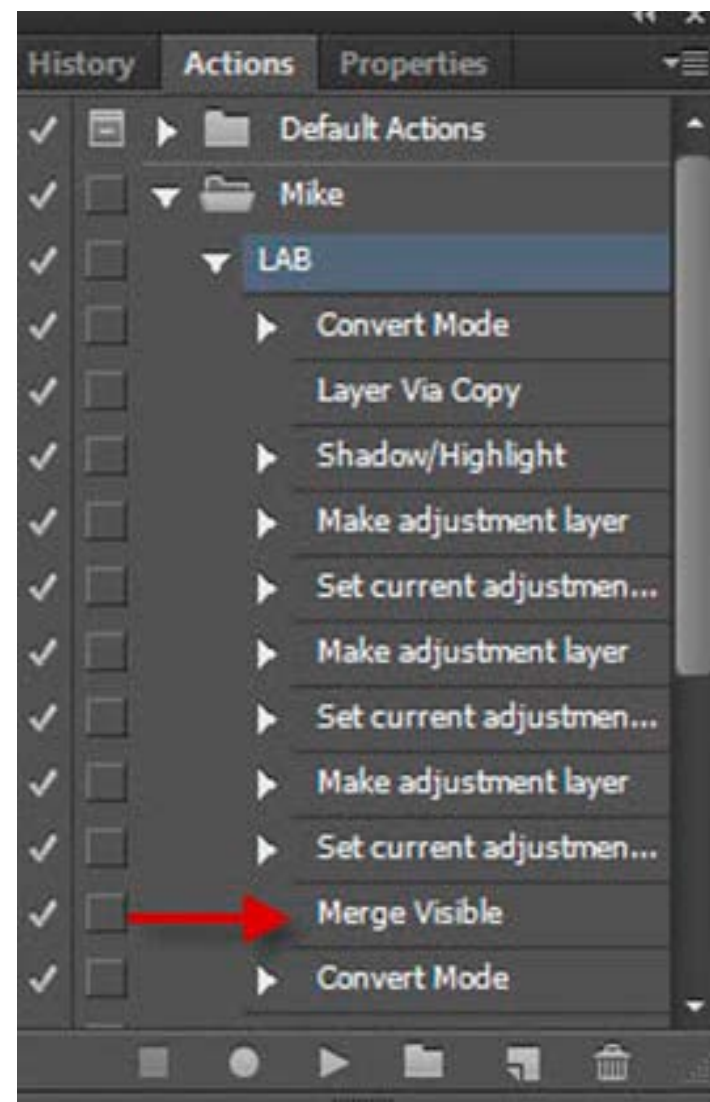 History Actions Properties
Default Actions
Mike
LAB
Convert Mode
Layer Via Copy
Shadow/Highlight
Make adjustment layer
Set current adjustmen...
Make adjustment layer
Set current adjustmen...
Make adjustment layer
Set current adjustmen...
Merge Visible
Convert Mode